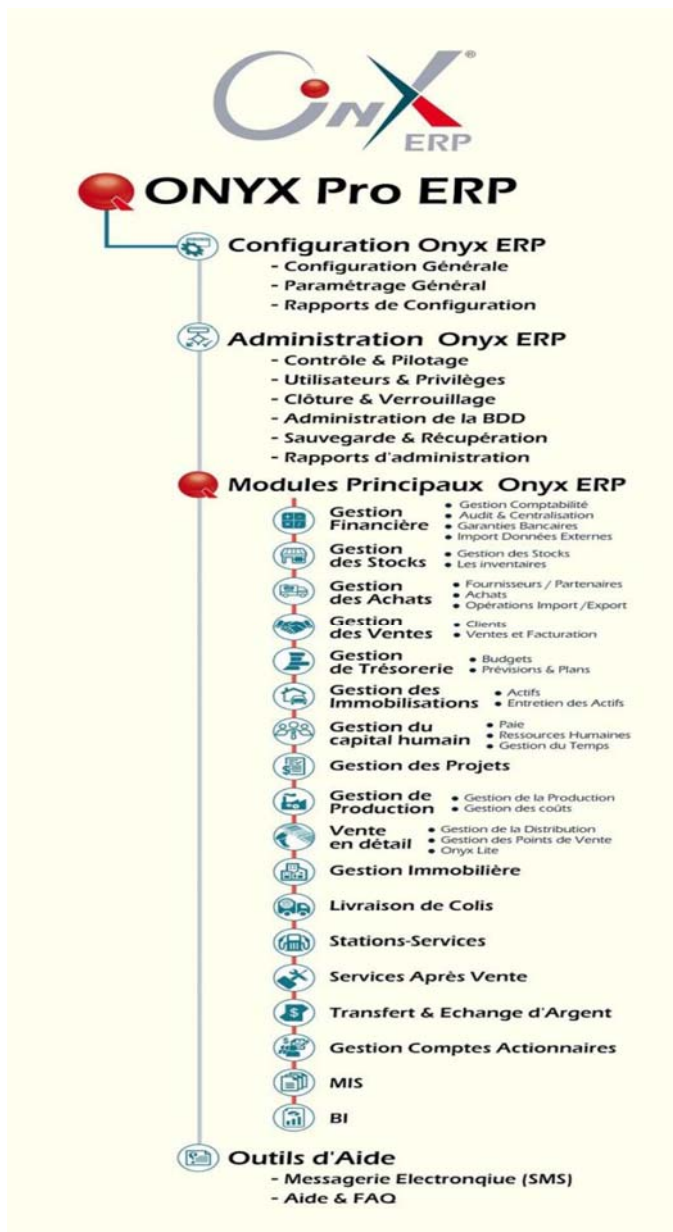 OnX®
ERP
ONYX Pro ERP
Configuration Onyx ERP
- Configuration Générale
- Paramétrage Général
- Rapports de Configuration
Administration Onyx ERP
- Contrôle & Pilotage
- Utilisateurs & Privilèges
- Clôture & Verrouillage
- Administration de la BDD
- Sauvegarde & Récupération
- Rapports d'administration
Modules Principaux Onyx ERP
Gestion
Financière
• Gestion Comptabilité
• Audit & Centralisation
• Garanties Bancaires
• Import Données Externes
Gestion
des Stocks
• Gestion des Stocks
• Les inventaires
Gestion
des Achats
• Fournisseurs / Partenaires
• Achats
• Opérations Import /Export
Gestion
des Ventes
• Clients
• Ventes et Facturation
Gestion
de Trésorerie
• Budgets
• Prévisions & Plans
Gestion des
Immobilisations
• Actifs
• Entretien des Actifs
Gestion du
capital humain
• Paie
• Ressources Humaines
• Gestion du Temps
Gestion des Projets
Gestion de
Production
• Gestion de la Production
• Gestion des coûts
Vente
en détail
• Gestion de la Distribution
• Gestion des Points de Vente
• Onyx Lite
Gestion Immobilière
Livraison de Colis
Stations-Services
Services Après Vente
Transfert & Echange d'Argent
Gestion Comptes Actionnaires
MIS
BI
Outils d'Aide
- Messagerie Electronqiue (SMS)
- Aide & FAQ